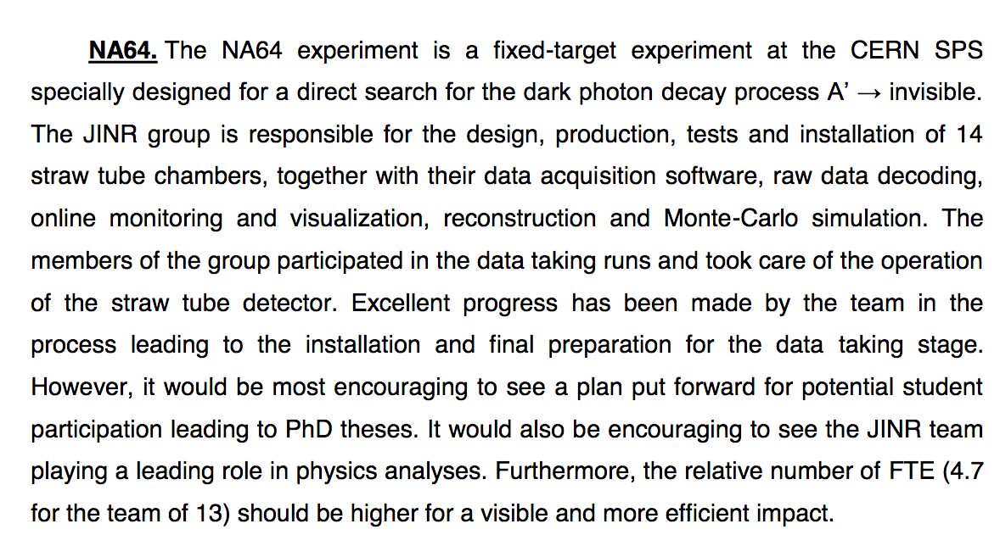 NA64. The NA64 experiment is a fixed-target experiment at the CERN SPS
specially designed for a direct search for the dark photon decay process A’ → invisible.
The JINR group is responsible for the design, production, tests and installation of 14
straw tube chambers, together with their data acquisition software, raw data decoding,
online monitoring and visualization, reconstruction and Monte-Carlo simulation. The
members of the group participated in the data taking runs and took care of the operation
of the straw tube detector. Excellent progress has been made by the team in the
process leading to the installation and final preparation for the data taking stage.
However, it would be most encouraging to see a plan put forward for potential student
participation leading to PhD theses. It would also be encouraging to see the JINR team
playing a leading role in physics analyses. Furthermore, the relative number of FTE (4.7
for the team of 13) should be higher for a visible and more efficient impact.